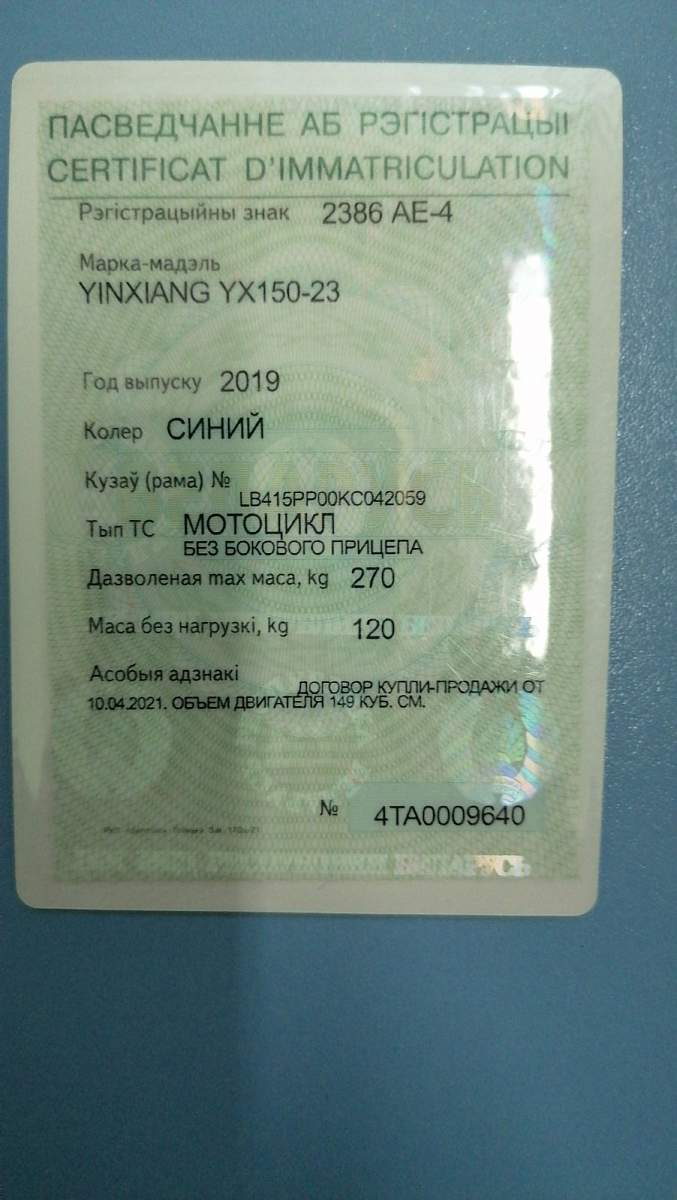 ПАСВЕДЧАННЕ АБ РЭГІСТРАЦЫІ
CERTIFICAT D'IMMATRICULATION
Рэгістрацыйны знак 2386 AE-4
Марка-мадэль
YINXIANG YX150-23
Год выпуску 2019
Колер СИНИЙ
Кузаў (рама) №
LB415PP00KC042059
Тып ТС МОТОЦИКЛ
БЕЗ БОКОВОГО ПРИЦЕПА
Дазволеная max маса, kg 270
Маса без нагрузкі, kg 120
Асобыя адзнакі
ДОГОВОР КУПЛИ-ПРОДАЖИ ОТ
10.04.2021. ОБЪЕМ ДВИГАТЕЛЯ 149 КУБ. СМ.
№ 4TA0009640
БЕЛАРУСЬ